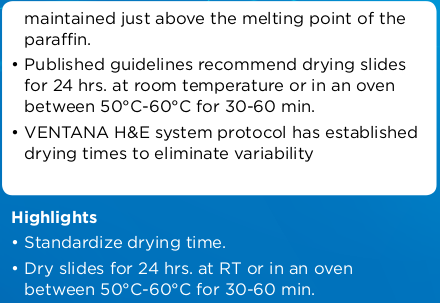 maintained just above the melting point of the
paraffin.
• Published guidelines recommend drying slides
for 24 hrs. at room temperature or in an oven
between 50°C-60°C for 30-60 min.
• VENTANA H&E system protocol has established
drying times to eliminate variability
Highlights
• Standardize drying time.
• Dry slides for 24 hrs. at RT or in an oven
between 50°C-60°C for 30-60 min.